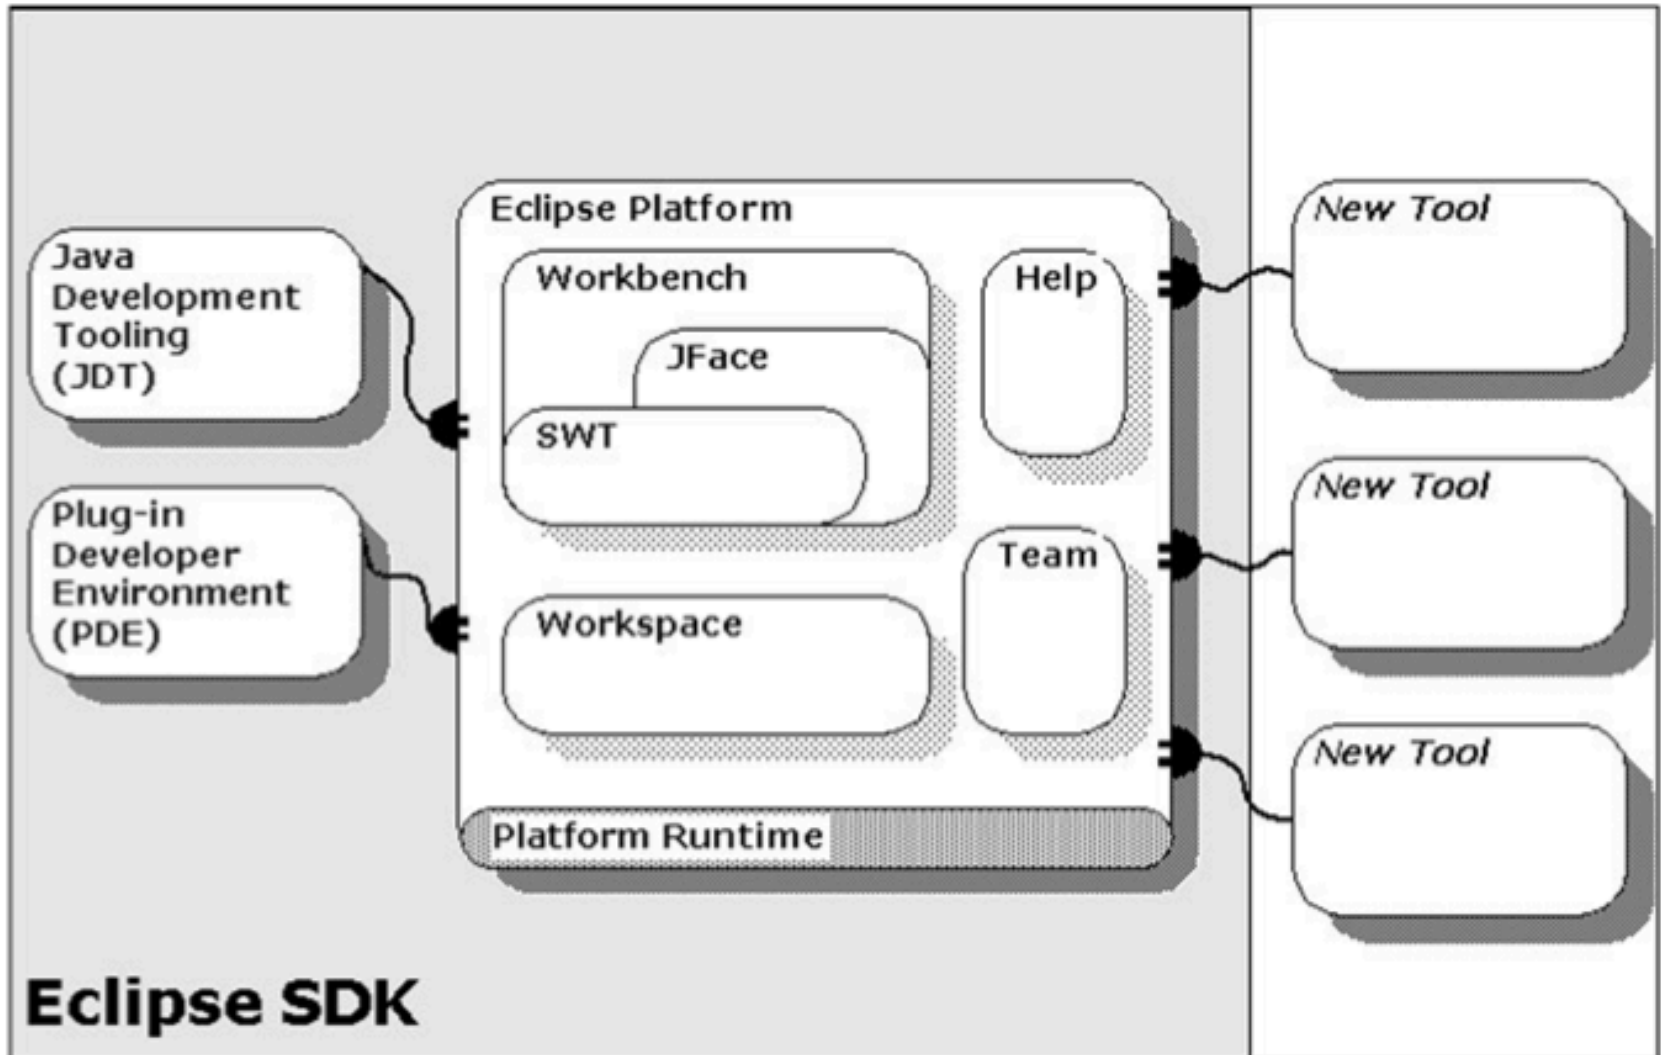 Java
Development
Tooling
(JDT)
Plug-in
Developer
Environment
(PDE)
Eclipse Platform
Workbench
JFace
SWT
Workspace
Help
Team
Platform Runtime
New Tool
New Tool
New Tool
Eclipse SDK